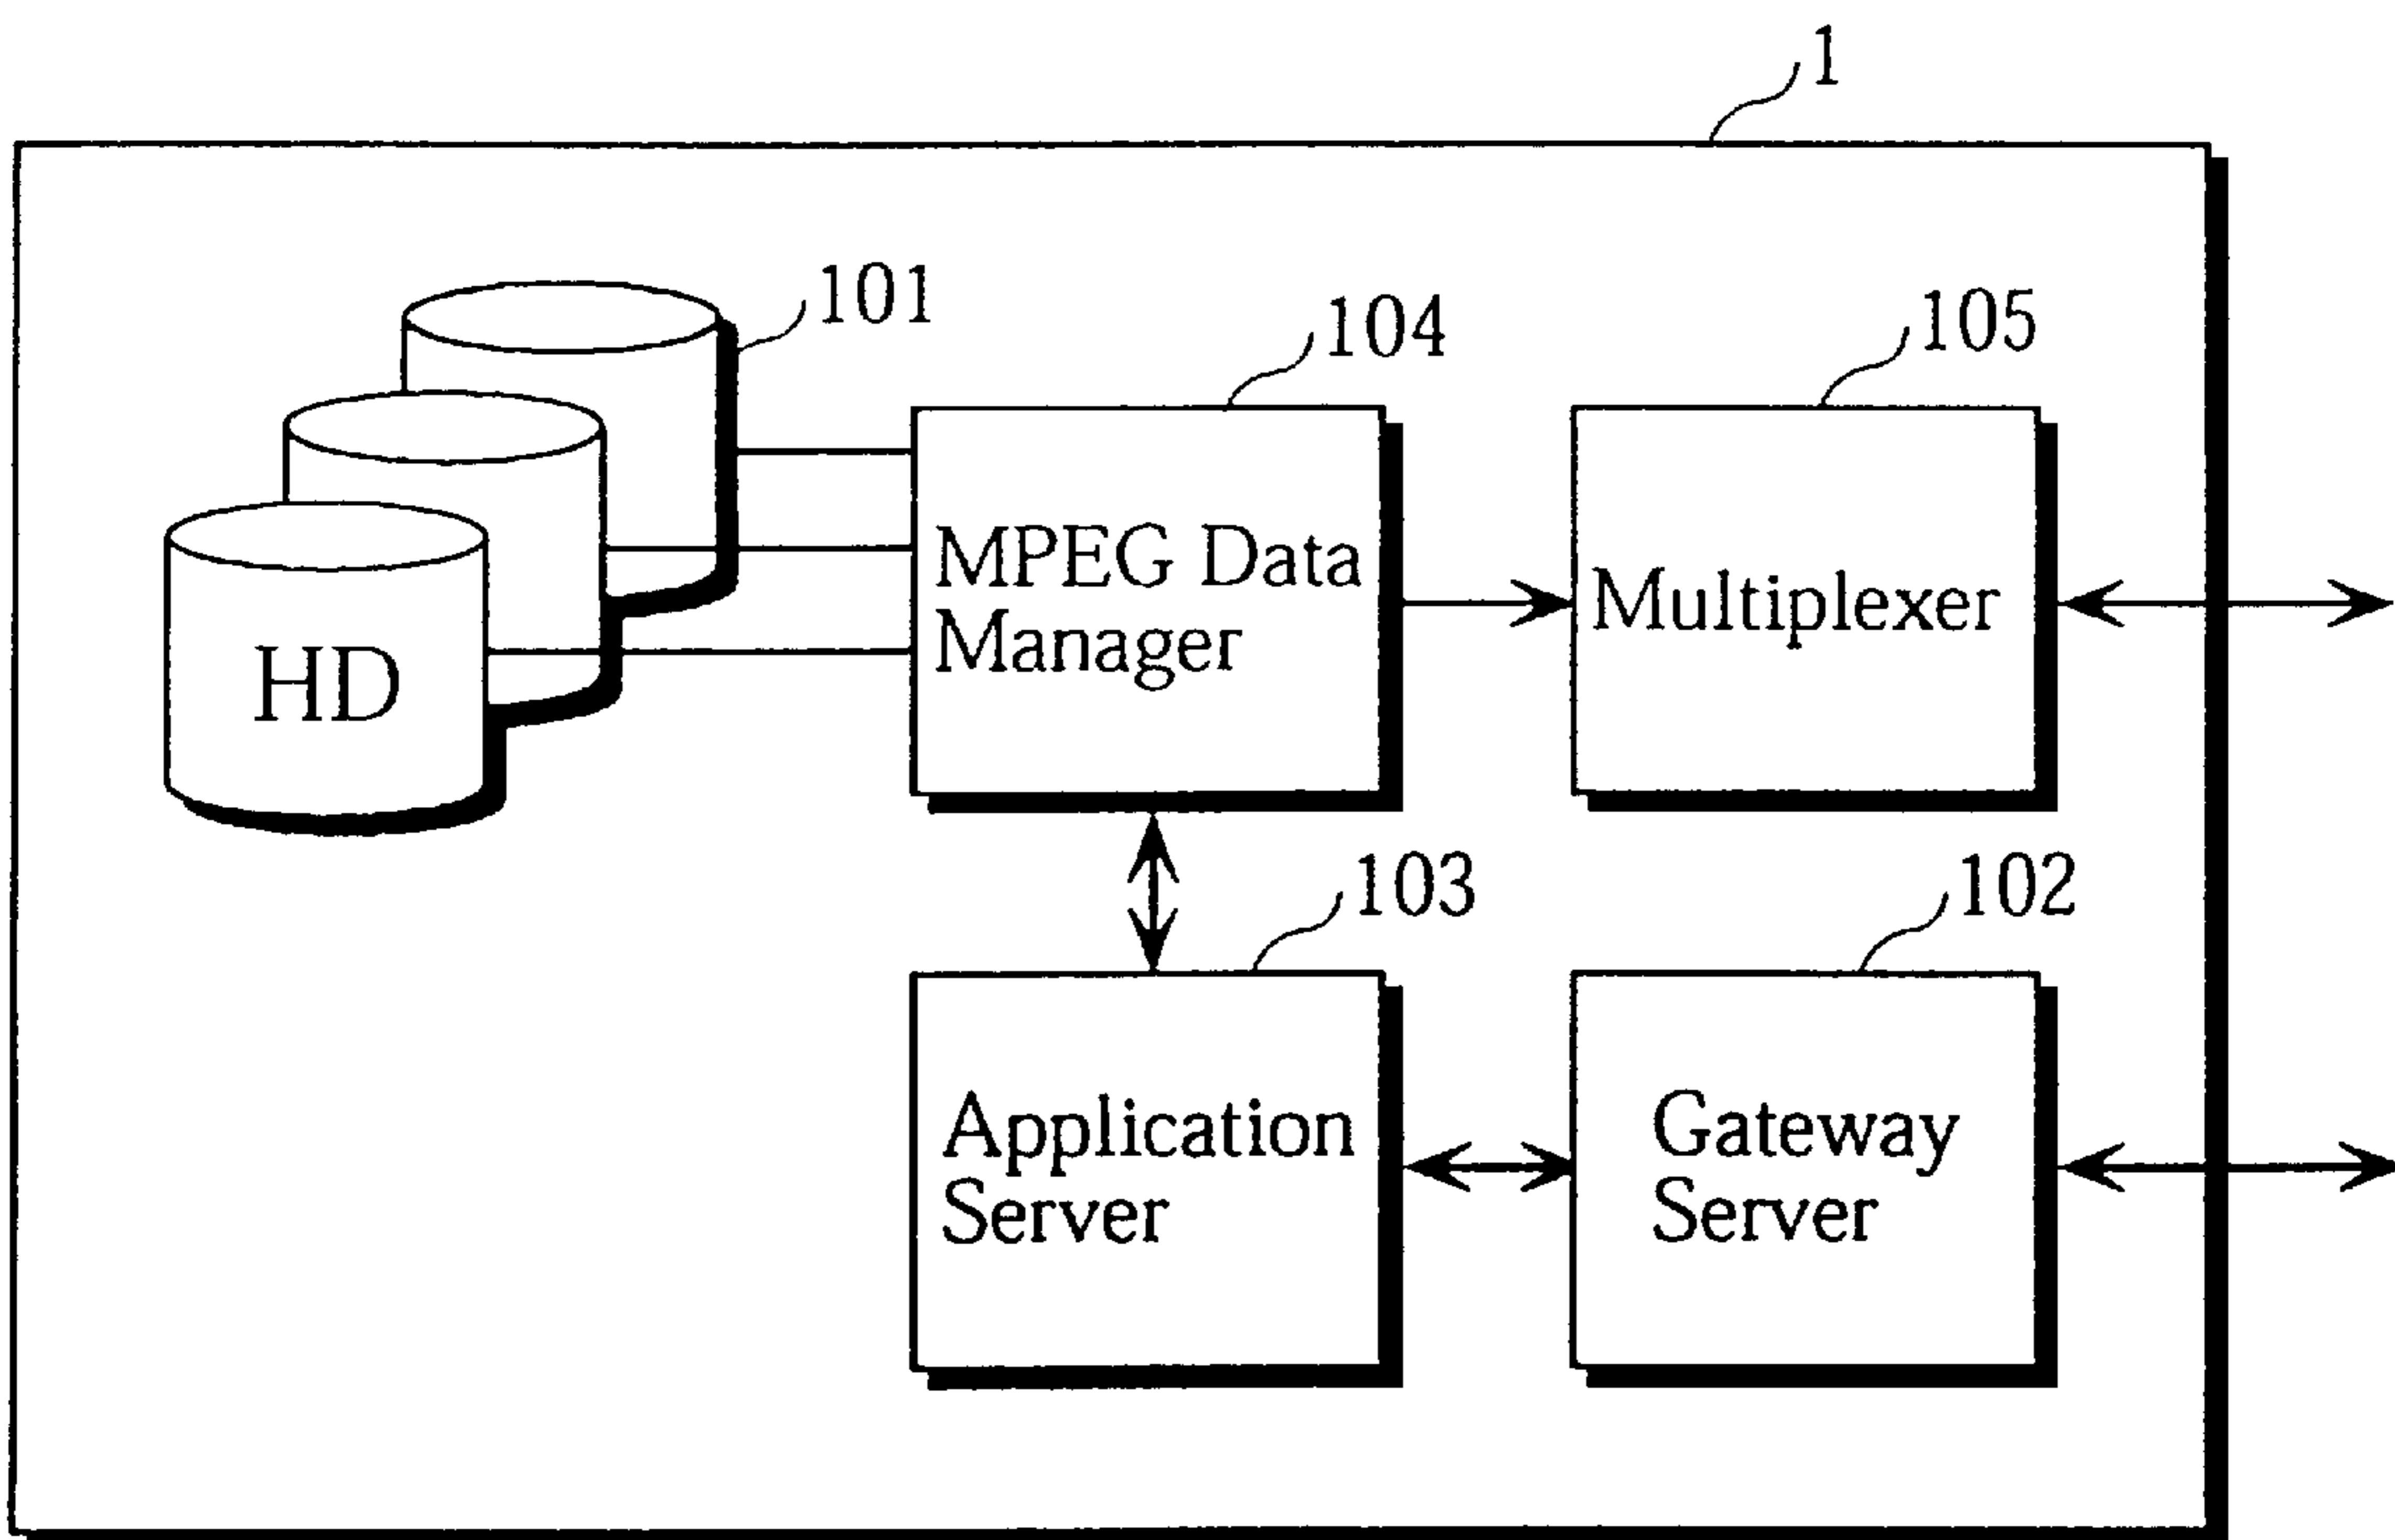 1
101
104
105
HD
MPEG Data
Manager
Multiplexer
103
102
Application
Server
Gateway
Server